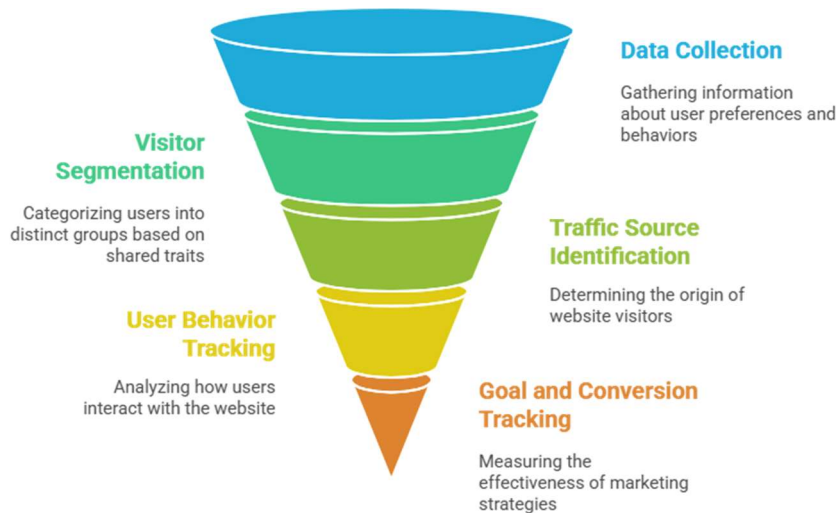 Data Collection
Gathering information
about user preferences and
behaviors
Visitor
Segmentation
Categorizing users into
distinct groups based on
shared traits
Traffic Source
Identification
Determining the origin of
website visitors
User Behavior
Tracking
Analyzing how users
interact with the website
Goal and Conversion
Tracking
Measuring the
effectiveness of marketing
strategies